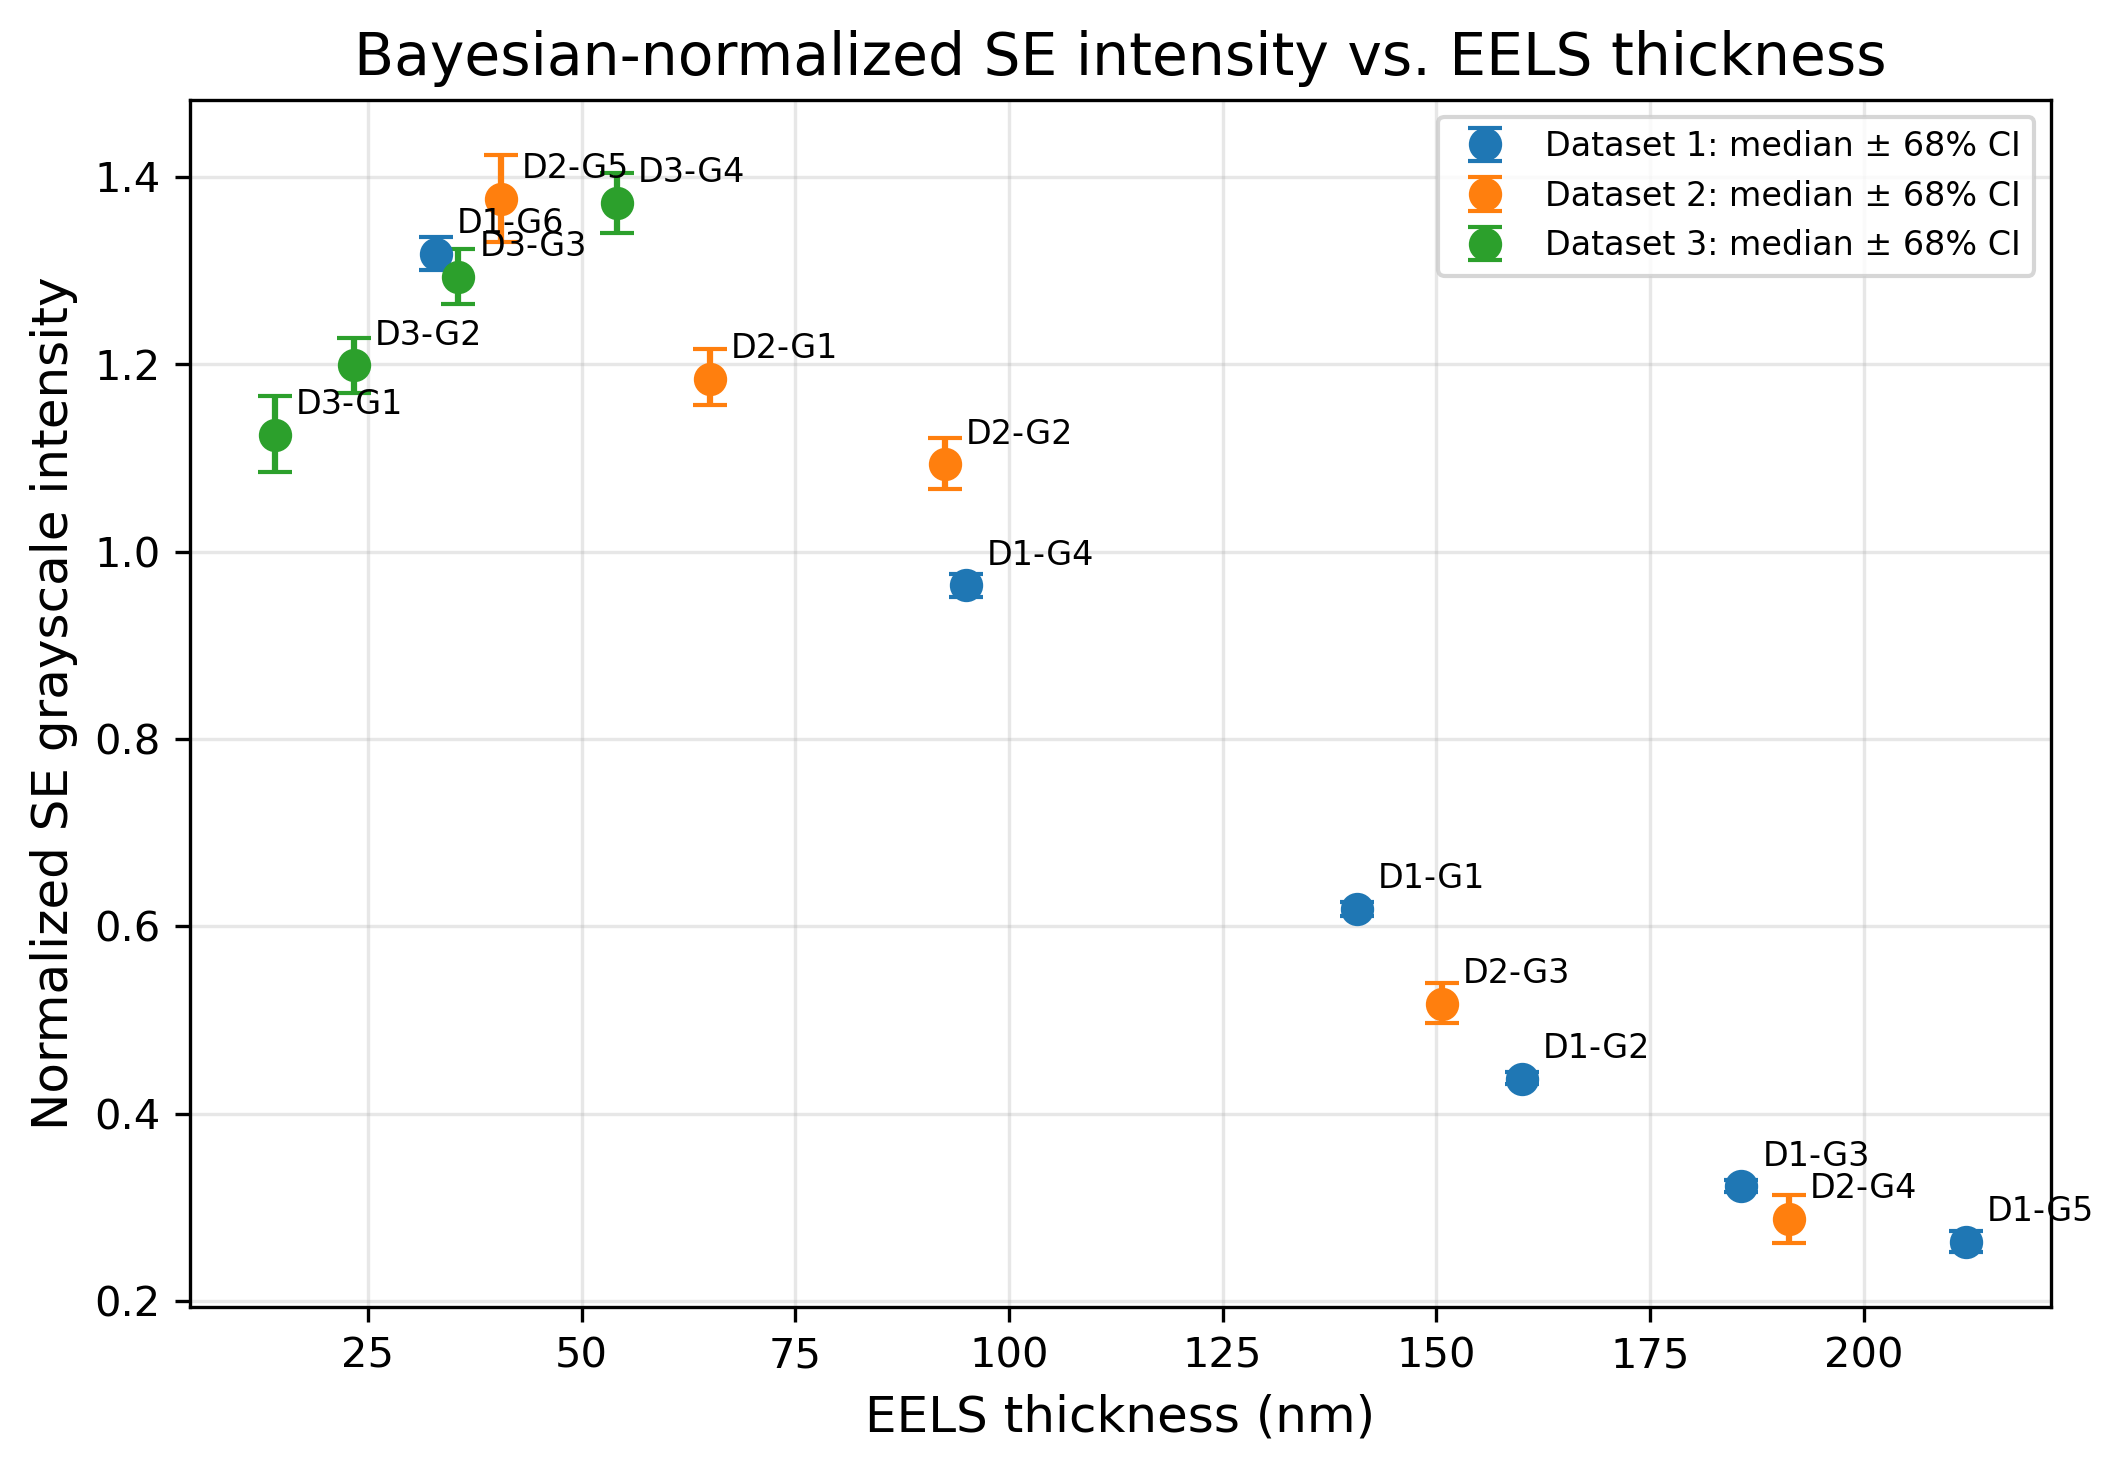 Bayesian-normalized SE intensity vs. EELS thickness
Dataset 1: median ± 68% CI
Dataset 2: median ± 68% CI
Dataset 3: median ± 68% CI
Normalized SE grayscale intensity
1.4
1.2
1.0
0.8
0.6
0.4
0.2
D2-G5
D3-G4
D1-G6
D3-G3
D3-G2
D2-G1
D3-G1
D2-G2
D1-G4
D1-G1
D2-G3
D1-G2
D1-G3
D2-G4
D1-G5
25
50
75
100
125
150
175
200
EELS thickness (nm)